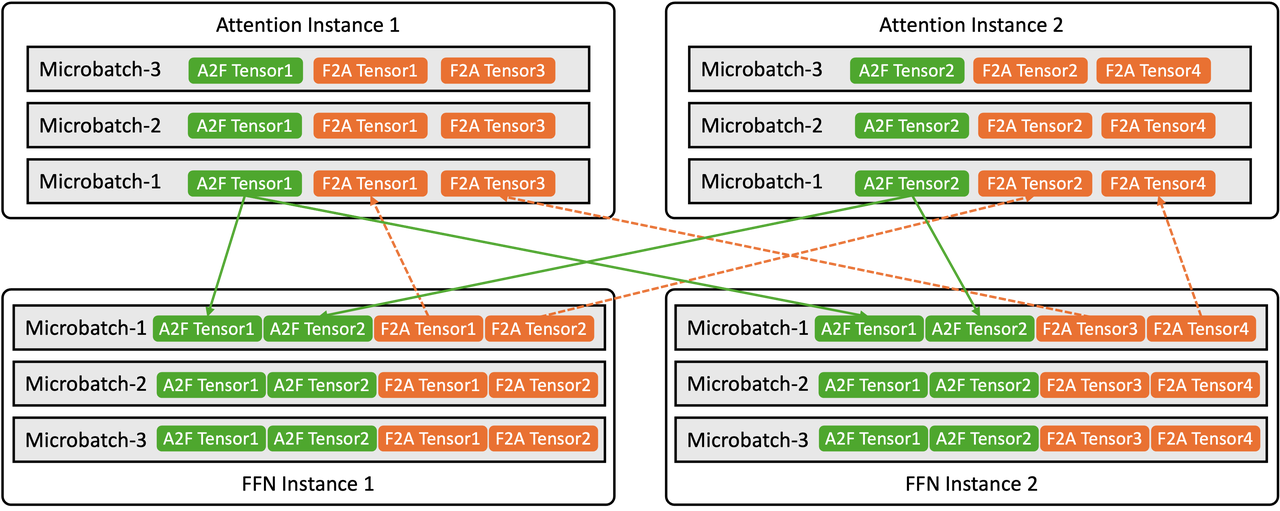 Attention Instance 1
Microbatch-3 A2F Tensor1 F2A Tensor1 F2A Tensor3
Microbatch-2 A2F Tensor1 F2A Tensor1 F2A Tensor3
Microbatch-1 A2F Tensor1 F2A Tensor1 F2A Tensor3
Attention Instance 2
Microbatch-3 A2F Tensor2 F2A Tensor2 F2A Tensor4
Microbatch-2 A2F Tensor2 F2A Tensor2 F2A Tensor4
Microbatch-1 A2F Tensor2 F2A Tensor2 F2A Tensor4
Microbatch-1 A2F Tensor1 A2F Tensor2 F2A Tensor1 F2A Tensor2
Microbatch-2 A2F Tensor1 A2F Tensor2 F2A Tensor1 F2A Tensor2
Microbatch-3 A2F Tensor1 A2F Tensor2 F2A Tensor1 F2A Tensor2
FFN Instance 1
Microbatch-1 A2F Tensor1 A2F Tensor2 F2A Tensor3 F2A Tensor4
Microbatch-2 A2F Tensor1 A2F Tensor2 F2A Tensor3 F2A Tensor4
Microbatch-3 A2F Tensor1 A2F Tensor2 F2A Tensor3 F2A Tensor4
FFN Instance 2